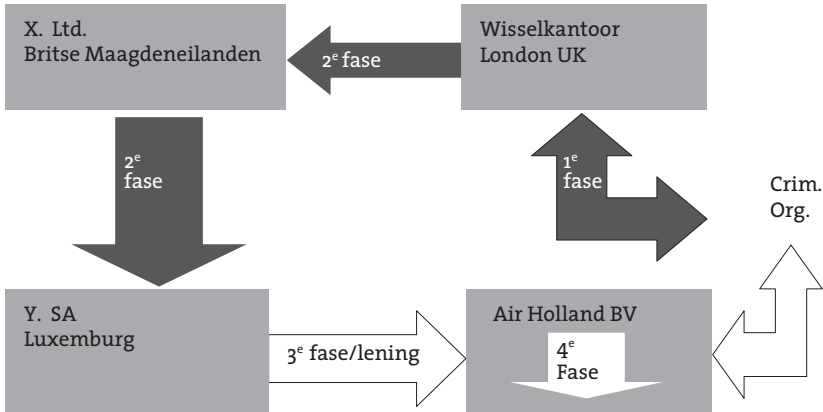 X. Ltd.
Britse Maagdeneilanden
Wisselkantoor
London UK
2e fase
2e
fase
1e
fase
Crim.
Org.
Y. SA
Luxemburg
3e fase/lening
Air Holland BV
4e
Fase